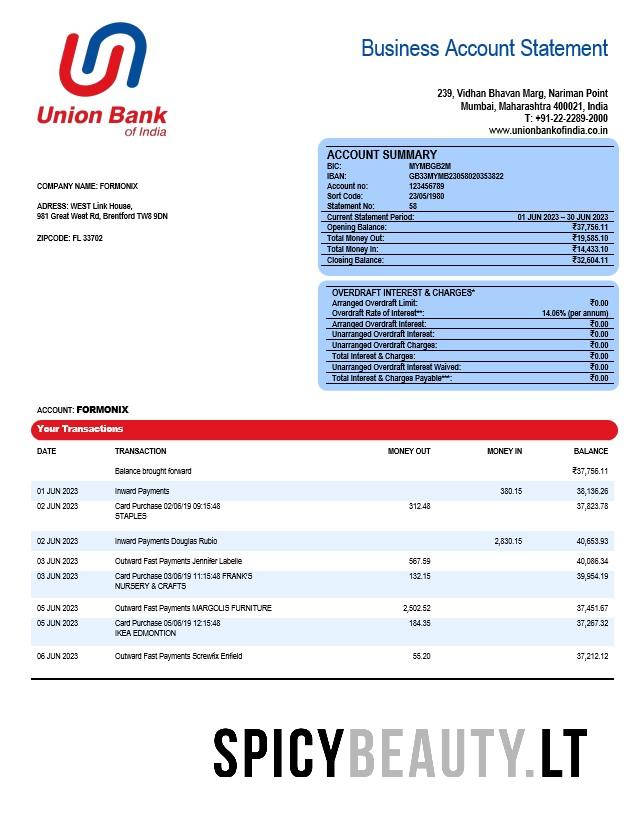 Union Bank
of India
Business Account Statement
239, Vidhan Bhavan Marg, Nariman Point
Mumbai, Maharashtra 400021, India
T: +91-22-2289-2000
www.unionbankofindia.co.in
COMPANY NAME: FORMONIX
ADRESS: WEST Link House,
981 Great West Rd, Brentford TW8 9DN
ZIPCODE: FL 33702
ACCOUNT SUMMARY
BIC: MYMBGB2M
IBAN: GB33MYMB23058020353822
Account no: 123456789
Sort Code: 23/05/1980
Statement No: 58
Current Statement Period: 01 JUN 2023 – 30 JUN 2023
Opening Balance: ₹37,756.11
Total Money Out: ₹19,585.10
Total Money In: ₹14,433.10
Closing Balance: ₹32,604.11
OVERDRAFT INTEREST & CHARGES*
Arranged Overdraft Limit: ₹0.00
Overdraft Rate of Interest**: 14.06% (per annum)
Arranged Overdraft Interest: ₹0.00
Unarranged Overdraft Interest: ₹0.00
Unarranged Overdraft Charges: ₹0.00
Total Interest & Charges: ₹0.00
Unarranged Overdraft Interest Waived: ₹0.00
Total Interest & Charges Payable***: ₹0.00
ACCOUNT: FORMONIX
Your Transactions
DATE TRANSACTION MONEY OUT MONEY IN BALANCE
Balance brought forward ₹37,756.11
01 JUN 2023 Inward Payments 380.15 38,136.26
02 JUN 2023 Card Purchase 02/06/19 09:15:48 312.48 37,823.78
STAPLES
02 JUN 2023 Inward Payments Douglas Rubio 2,830.15 40,653.93
03 JUN 2023 Outward Fast Payments Jennifer Labelle 567.59 40,086.34
03 JUN 2023 Card Purchase 03/06/19 11:15:48 FRANK'S 132.15 39,954.19
NURSERY & CRAFTS
05 JUN 2023 Outward Fast Payments MARGOLIS FURNITURE 2,502.52 37,451.67
05 JUN 2023 Card Purchase 05/06/19 12:15:48 184.35 37,267.32
IKEA EDMONTION
06 JUN 2023 Outward Fast Payments Screwfix Enfield 55.20 37,212.12
SPICYBEAUTY.LT